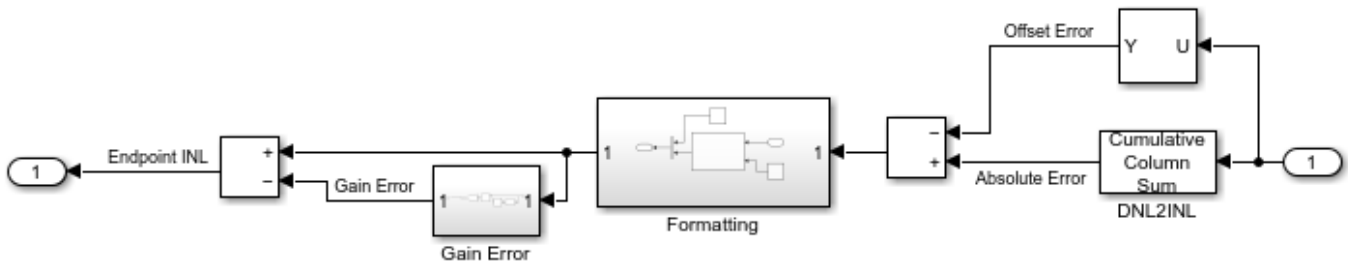 Offset Error
Y U
Endpoint INL
1
+
−
Gain Error
1 1
Gain Error
1 1
Formatting
−
+
Absolute Error
Cumulative
Column
Sum
DNL2INL
1